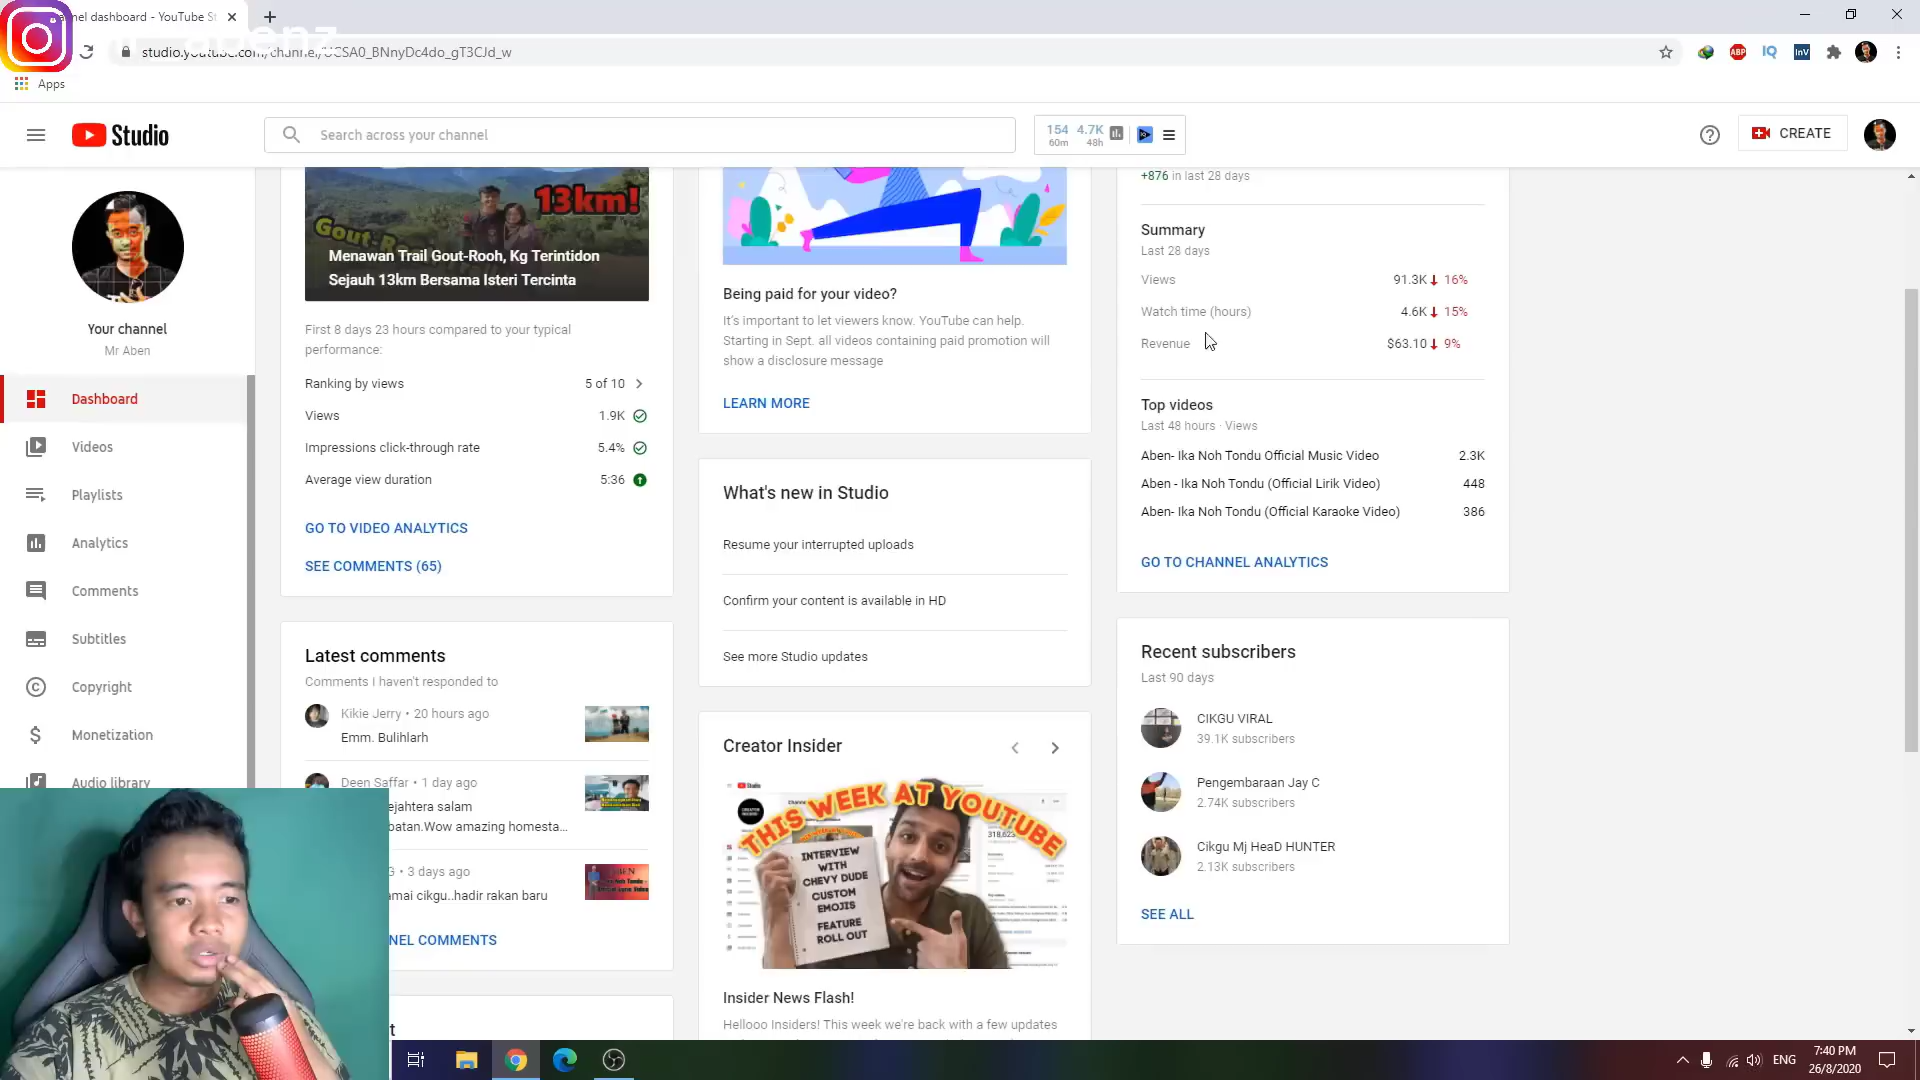 annel dashboard - YouTube St
studio.youtube.com/channel/UCSA0_BNnyDc4do_gT3CJd_w
ABP
IQ
InV
Apps
Studio
Search across your channel
154 4.7K
60m 48h
CREATE
Your channel
Mr Aben
Dashboard
Videos
Playlists
Analytics
Comments
Subtitles
Copyright
Monetization
Audio library
13km!
Gout-R
Menawan Trail Gout-Rooh, Kg Terintidon
Sejauh 13km Bersama Isteri Tercinta
First 8 days 23 hours compared to your typical
performance:
Ranking by views 5 of 10
Views 1.9K
Impressions click-through rate 5.4%
Average view duration 5:36
GO TO VIDEO ANALYTICS
SEE COMMENTS (65)
Latest comments
Comments I haven't responded to
Kikie Jerry • 20 hours ago
Emm. Bulihlarh
Deen Saffar • 1 day ago
ejahtera salam
batan.Wow amazing homesta...
G • 3 days ago
amai cikgu..hadir rakan baru
NEL COMMENTS
t
Being paid for your video?
It's important to let viewers know. YouTube can help.
Starting in Sept. all videos containing paid promotion will
show a disclosure message
LEARN MORE
What's new in Studio
Resume your interrupted uploads
Confirm your content is available in HD
See more Studio updates
Creator Insider
THIS WEEK AT YOUTUBE
INTERVIEW
WITH
CHEVY DUDE
CUSTOM
EMOJIS
FEATURE
ROLL OUT
Insider News Flash!
Hellooo Insiders! This week we're back with a few updates
+876 in last 28 days
Summary
Last 28 days
Views 91.3K 16%
Watch time (hours) 4.6K 15%
Revenue $63.10 9%
Top videos
Last 48 hours · Views
Aben- Ika Noh Tondu Official Music Video 2.3K
Aben - Ika Noh Tondu (Official Lirik Video) 448
Aben- Ika Noh Tondu (Official Karaoke Video) 386
GO TO CHANNEL ANALYTICS
Recent subscribers
Last 90 days
CIKGU VIRAL
39.1K subscribers
Pengembaraan Jay C
2.74K subscribers
Cikgu Mj HeaD HUNTER
2.13K subscribers
SEE ALL
ENG
7:40 PM
26/8/2020